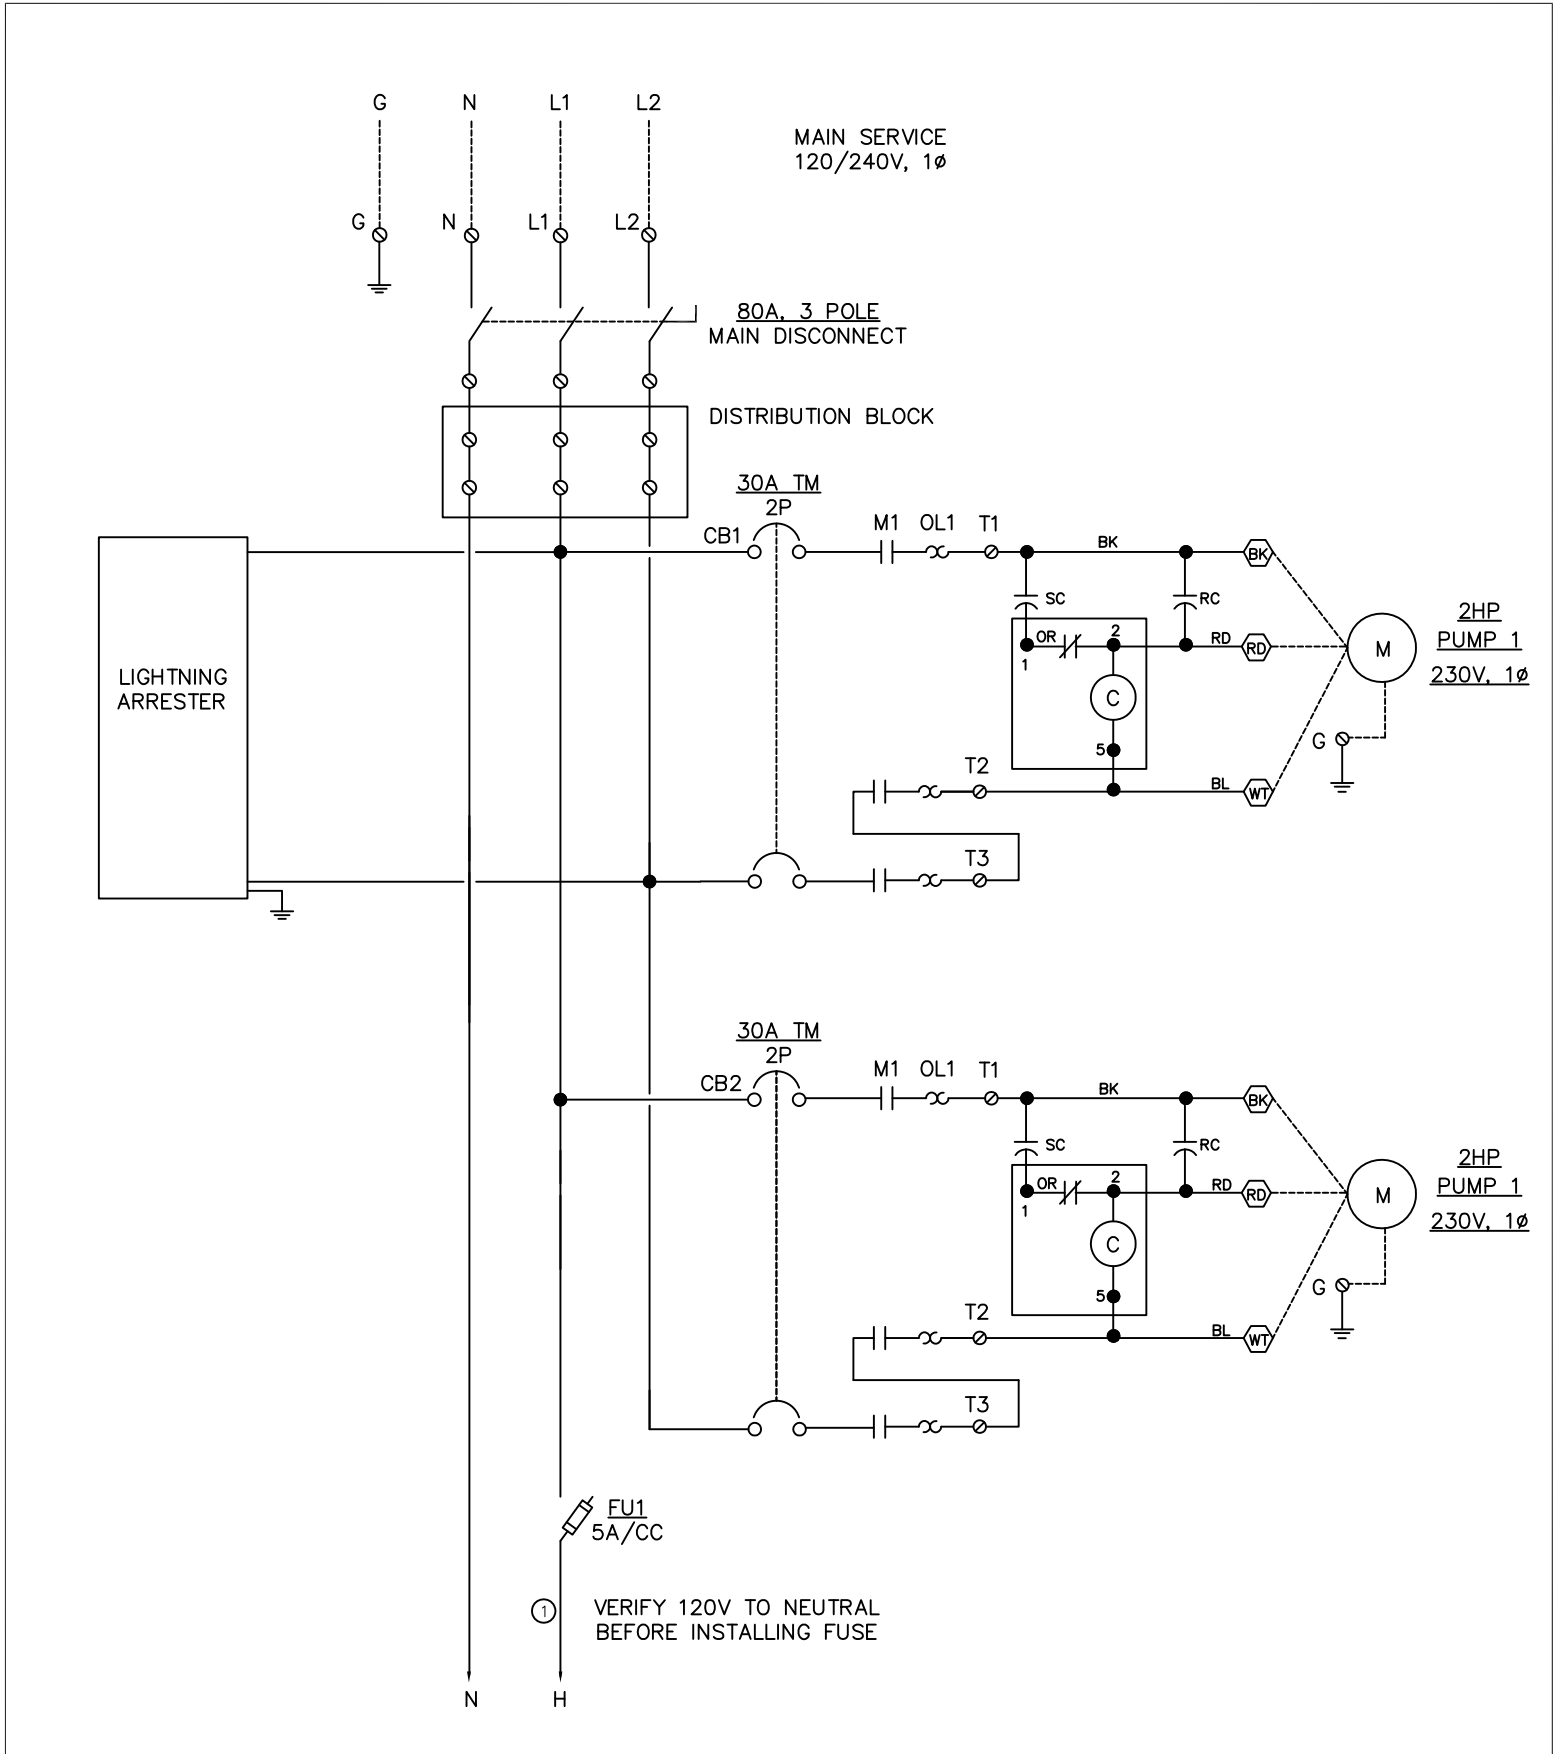 G N L1 L2
MAIN SERVICE
120/240V, 1ø
G N L1 L2
80A, 3 POLE
MAIN DISCONNECT
DISTRIBUTION BLOCK
30A TM
2P
CB1 M1 OL1 T1
BK BK
SC RC
2HP
PUMP 1
230V, 1ø
OR 2 RD RD M
1
LIGHTNING
ARRESTER
C
G
5
T2
BL WT
T3
30A TM
2P
CB2 M1 OL1 T1
BK BK
SC RC
2HP
PUMP 1
230V, 1ø
OR 2 RD RD M
1
C
G
5
T2
BL WT
T3
FU1
5A/CC
1 VERIFY 120V TO NEUTRAL
BEFORE INSTALLING FUSE
N H